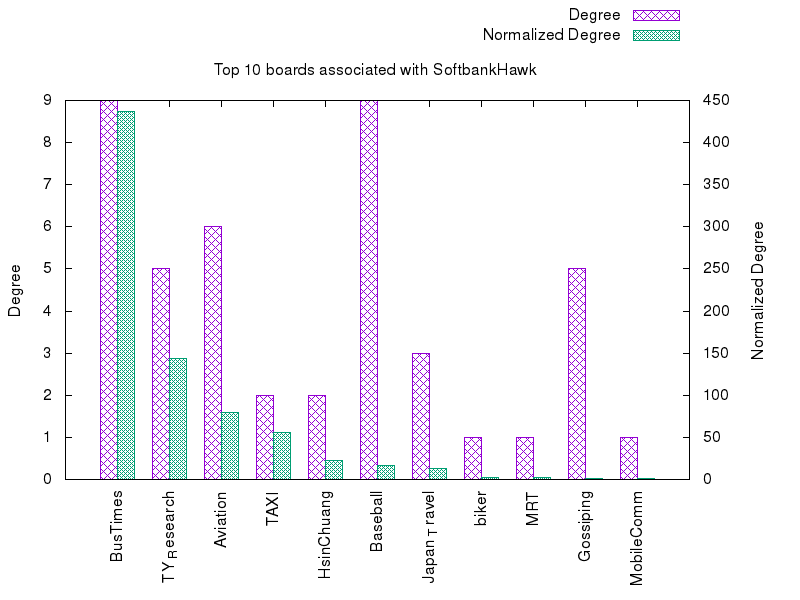 Degree
Normalized Degree
Top 10 boards associated with SoftbankHawk
9
8
7
6
5
4
3
2
1
0
Degree
450
400
350
300
250
200
150
100
50
0
Normalized Degree
BusTimes
TY_Research
Aviation
TAXI
HsinChuang
Baseball
Japan_Travel
biker
MRT
Gossiping
MobileComm